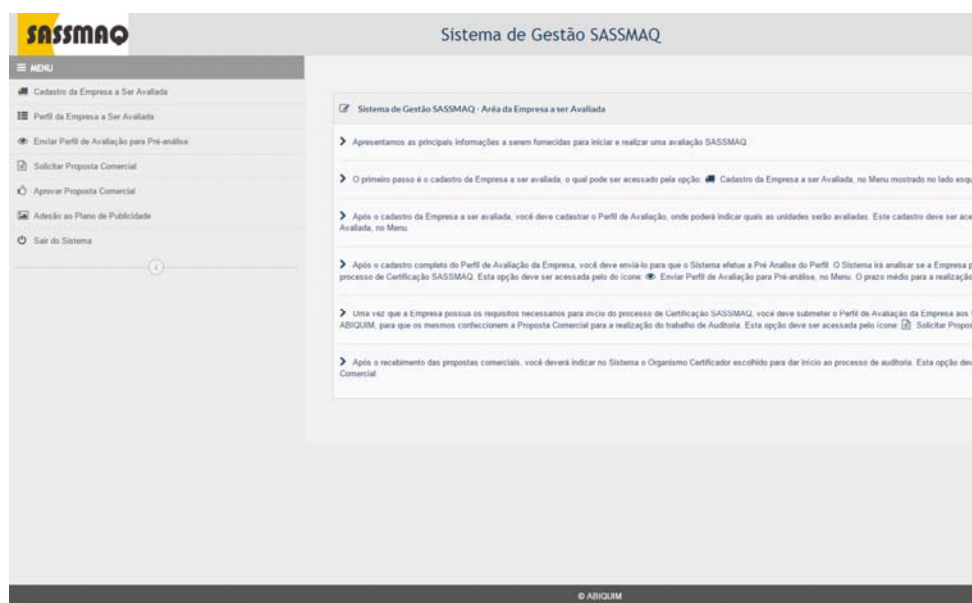 SASSMAQ
Sistema de Gestão SASSMAQ
MENU
Cadastro da Empresa a Ser Avaliada
Perfil da Empresa a Ser Avaliada
Enviar Perfil de Avaliação para Pré-análise
Solicitar Proposta Comercial
Aprovar Proposta Comercial
Adesão ao Plano de Publicidade
Sair do Sistema
Sistema de Gestão SASSMAQ - Aréa da Empresa a ser Avaliada
Apresentamos as principais informações a serem fornecidas para iniciar e realizar uma avaliação SASSMAQ.
O primeiro passo é o cadastro da Empresa a ser avaliada, o qual pode ser acessado pela opção: Cadastro da Empresa a ser Avaliada, no Menu mostrado no lado esqu
Após o cadastro da Empresa a ser avaliada, você deve cadastrar o Perfil de Avaliação, onde poderá indicar quais as unidades serão avaliadas. Este cadastro deve ser ace
Avaliada, no Menu.
Após o cadastro completo do Perfil de Avaliação da Empresa, você deve enviá-lo para que o Sistema efetue a Pré Analise do Perfil. O Sistema irá analisar se a Empresa p
processo de Certificação SASSMAQ. Esta opção deve ser acessada pelo do ícone: Enviar Perfil de Avaliação para Pré-análise, no Menu. O prazo médio para a realização
Uma vez que a Empresa possua os requisitos necessários para início do processo de Certificação SASSMAQ, você deve submeter o Perfil de Avaliação da Empresa aos
ABIQUIM, para que os mesmos confeccionem a Proposta Comercial para a realização do trabalho de Auditoria. Esta opção deve ser acessada pelo ícone: Solicitar Propos
Após o recebimento das propostas comerciais, você deverá indicar no Sistema o Organismo Certificador escolhido para dar início ao processo de auditoria. Esta opção dev
Comercial.
© ABIQUIM